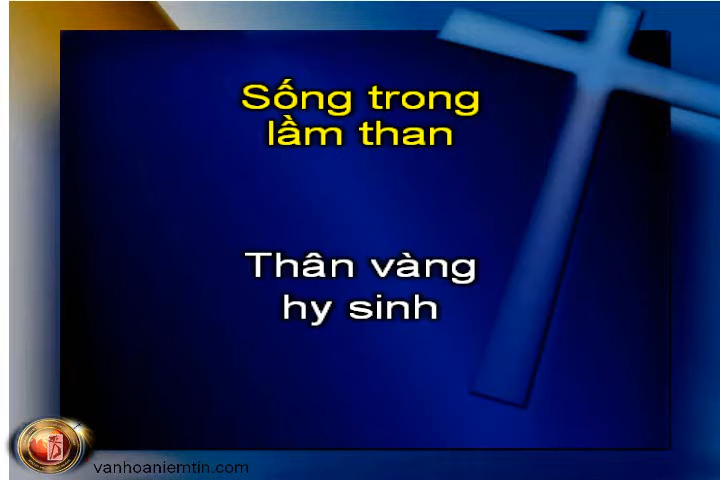 Sống trong
lầm than
Thân vàng
hy sinh
vanhoaniemtin.com